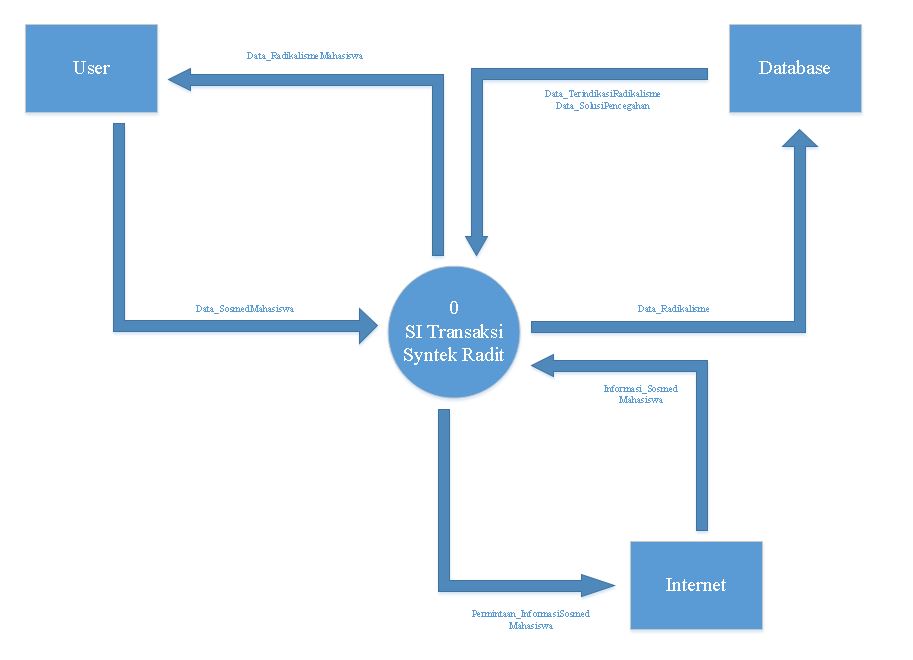 User
Data_RadikalismeMahasiswa
Database
Data_TerindikasiRadikalisme
Data_SolusiPencegahan
Data_SosmedMahasiswa
0
SI Transaksi
Syntek Radit
Data_Radikalisme
Informasi_Sosmed
Mahasiswa
Internet
Permintaan_InformasiSosmed
Mahasiswa